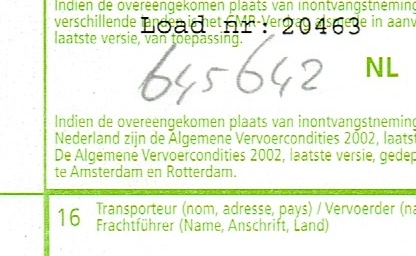 Indien de overeengekomen plaats van inontvangstneming
verschillende landen is het CMR-Verdrag alsmede in aanv
laatste versie, van toepassing.
Load nr: 20463
645642
NL
Indien de overeengekomen plaats van inontvangstneming
Nederland zijn de Algemene Vervoercondities 2002, laatst
De Algemene Vervoercondities 2002, laatste versie, gedep
te Amsterdam en Rotterdam.
16 Transporteur (nom, adresse, pays) / Vervoerder (na
Frachtführer (Name, Anschrift, Land)